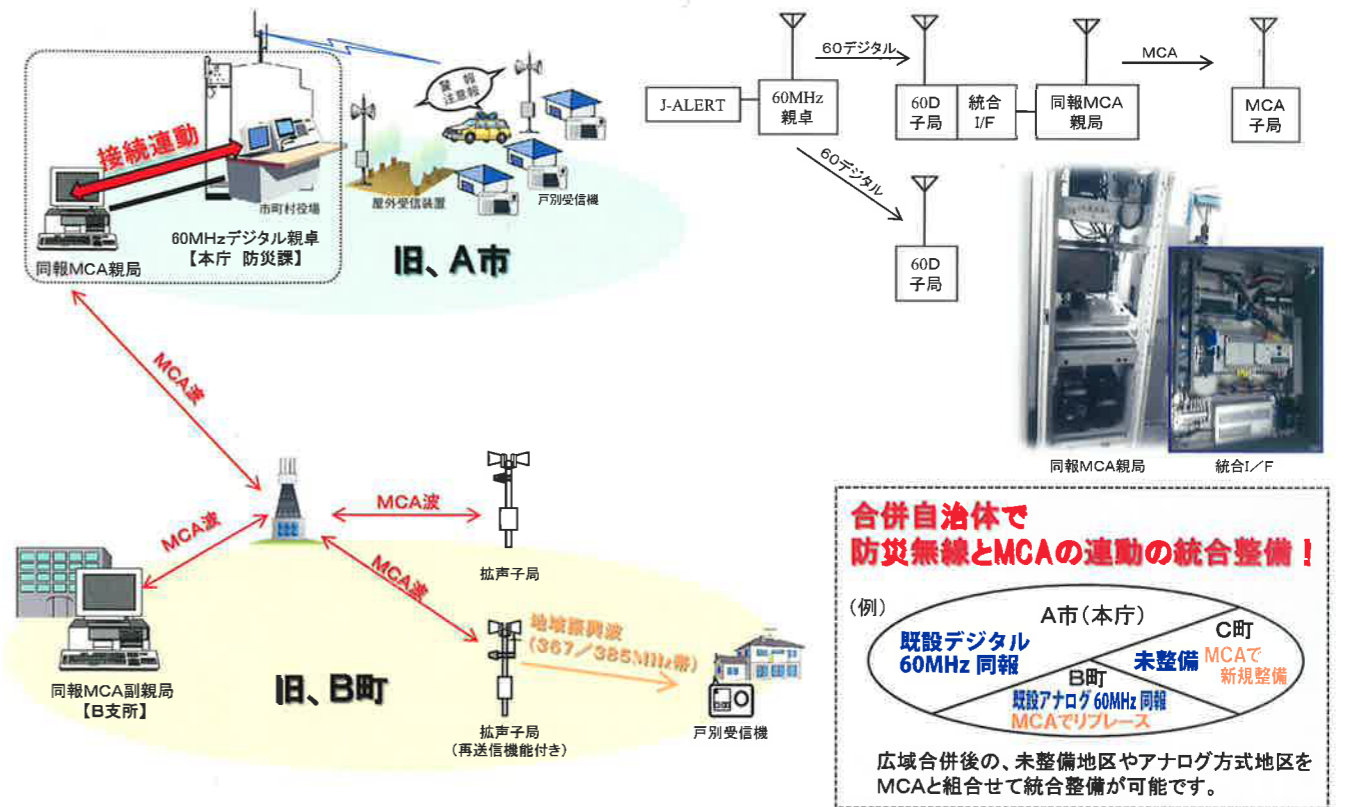 接続連動
警報
注意報
市町村役場
60MHzデジタル親卓
【本庁 防災課】
同報MCA親局
屋外受信装置
戸別受信機
旧、A市
MCA波
MCA波
MCA波
MCA波
拡声子局
地域振興波
(367/385MHz帯)
同報MCA副親局
【B支所】
旧、B町
拡声子局
(再送信機能付き)
戸別受信機
J-ALERT
60MHz
親卓
60デジタル
60D
子局
統合
I/F
同報MCA
親局
MCA
MCA
子局
60デジタル
60D
子局
同報MCA親局
統合I/F
合併自治体で
防災無線とMCAの連動の統合整備!
(例)
A市(本庁)
既設デジタル
60MHz 同報
C町
未整備
MCAで
新規整備
B町
既設アナログ 60MHz 同報
MCAでリプレース
広域合併後の、未整備地区やアナログ方式地区を
MCAと組合せて統合整備が可能です。